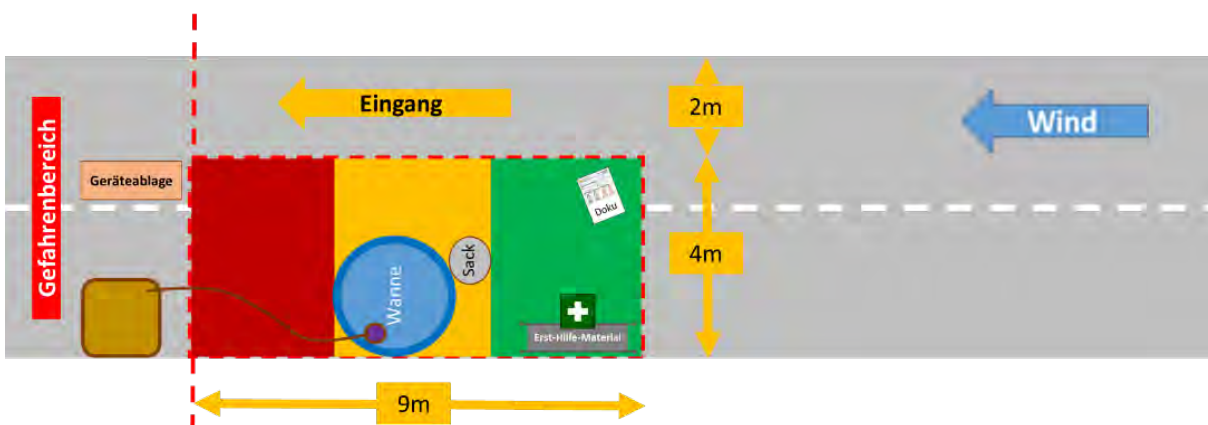 Eingang
2m
Wind
Gefahrenbereich
Geräteablage
Doku
Sack
Wanne
4m
Erst-Hilfe-Material
9m